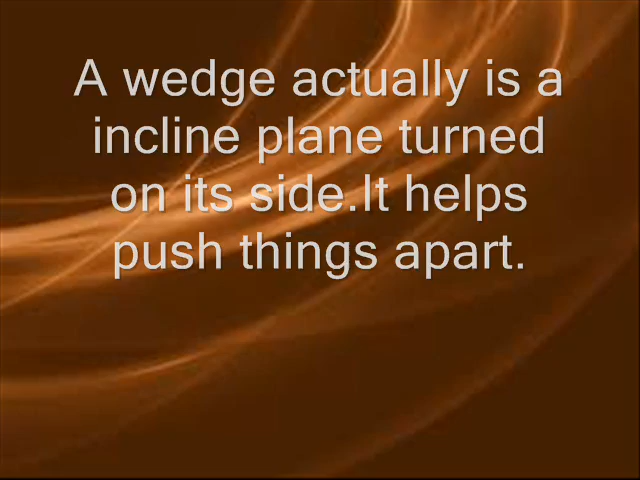 A wedge actually is a
incline plane turned
on its side.It helps
push things apart.